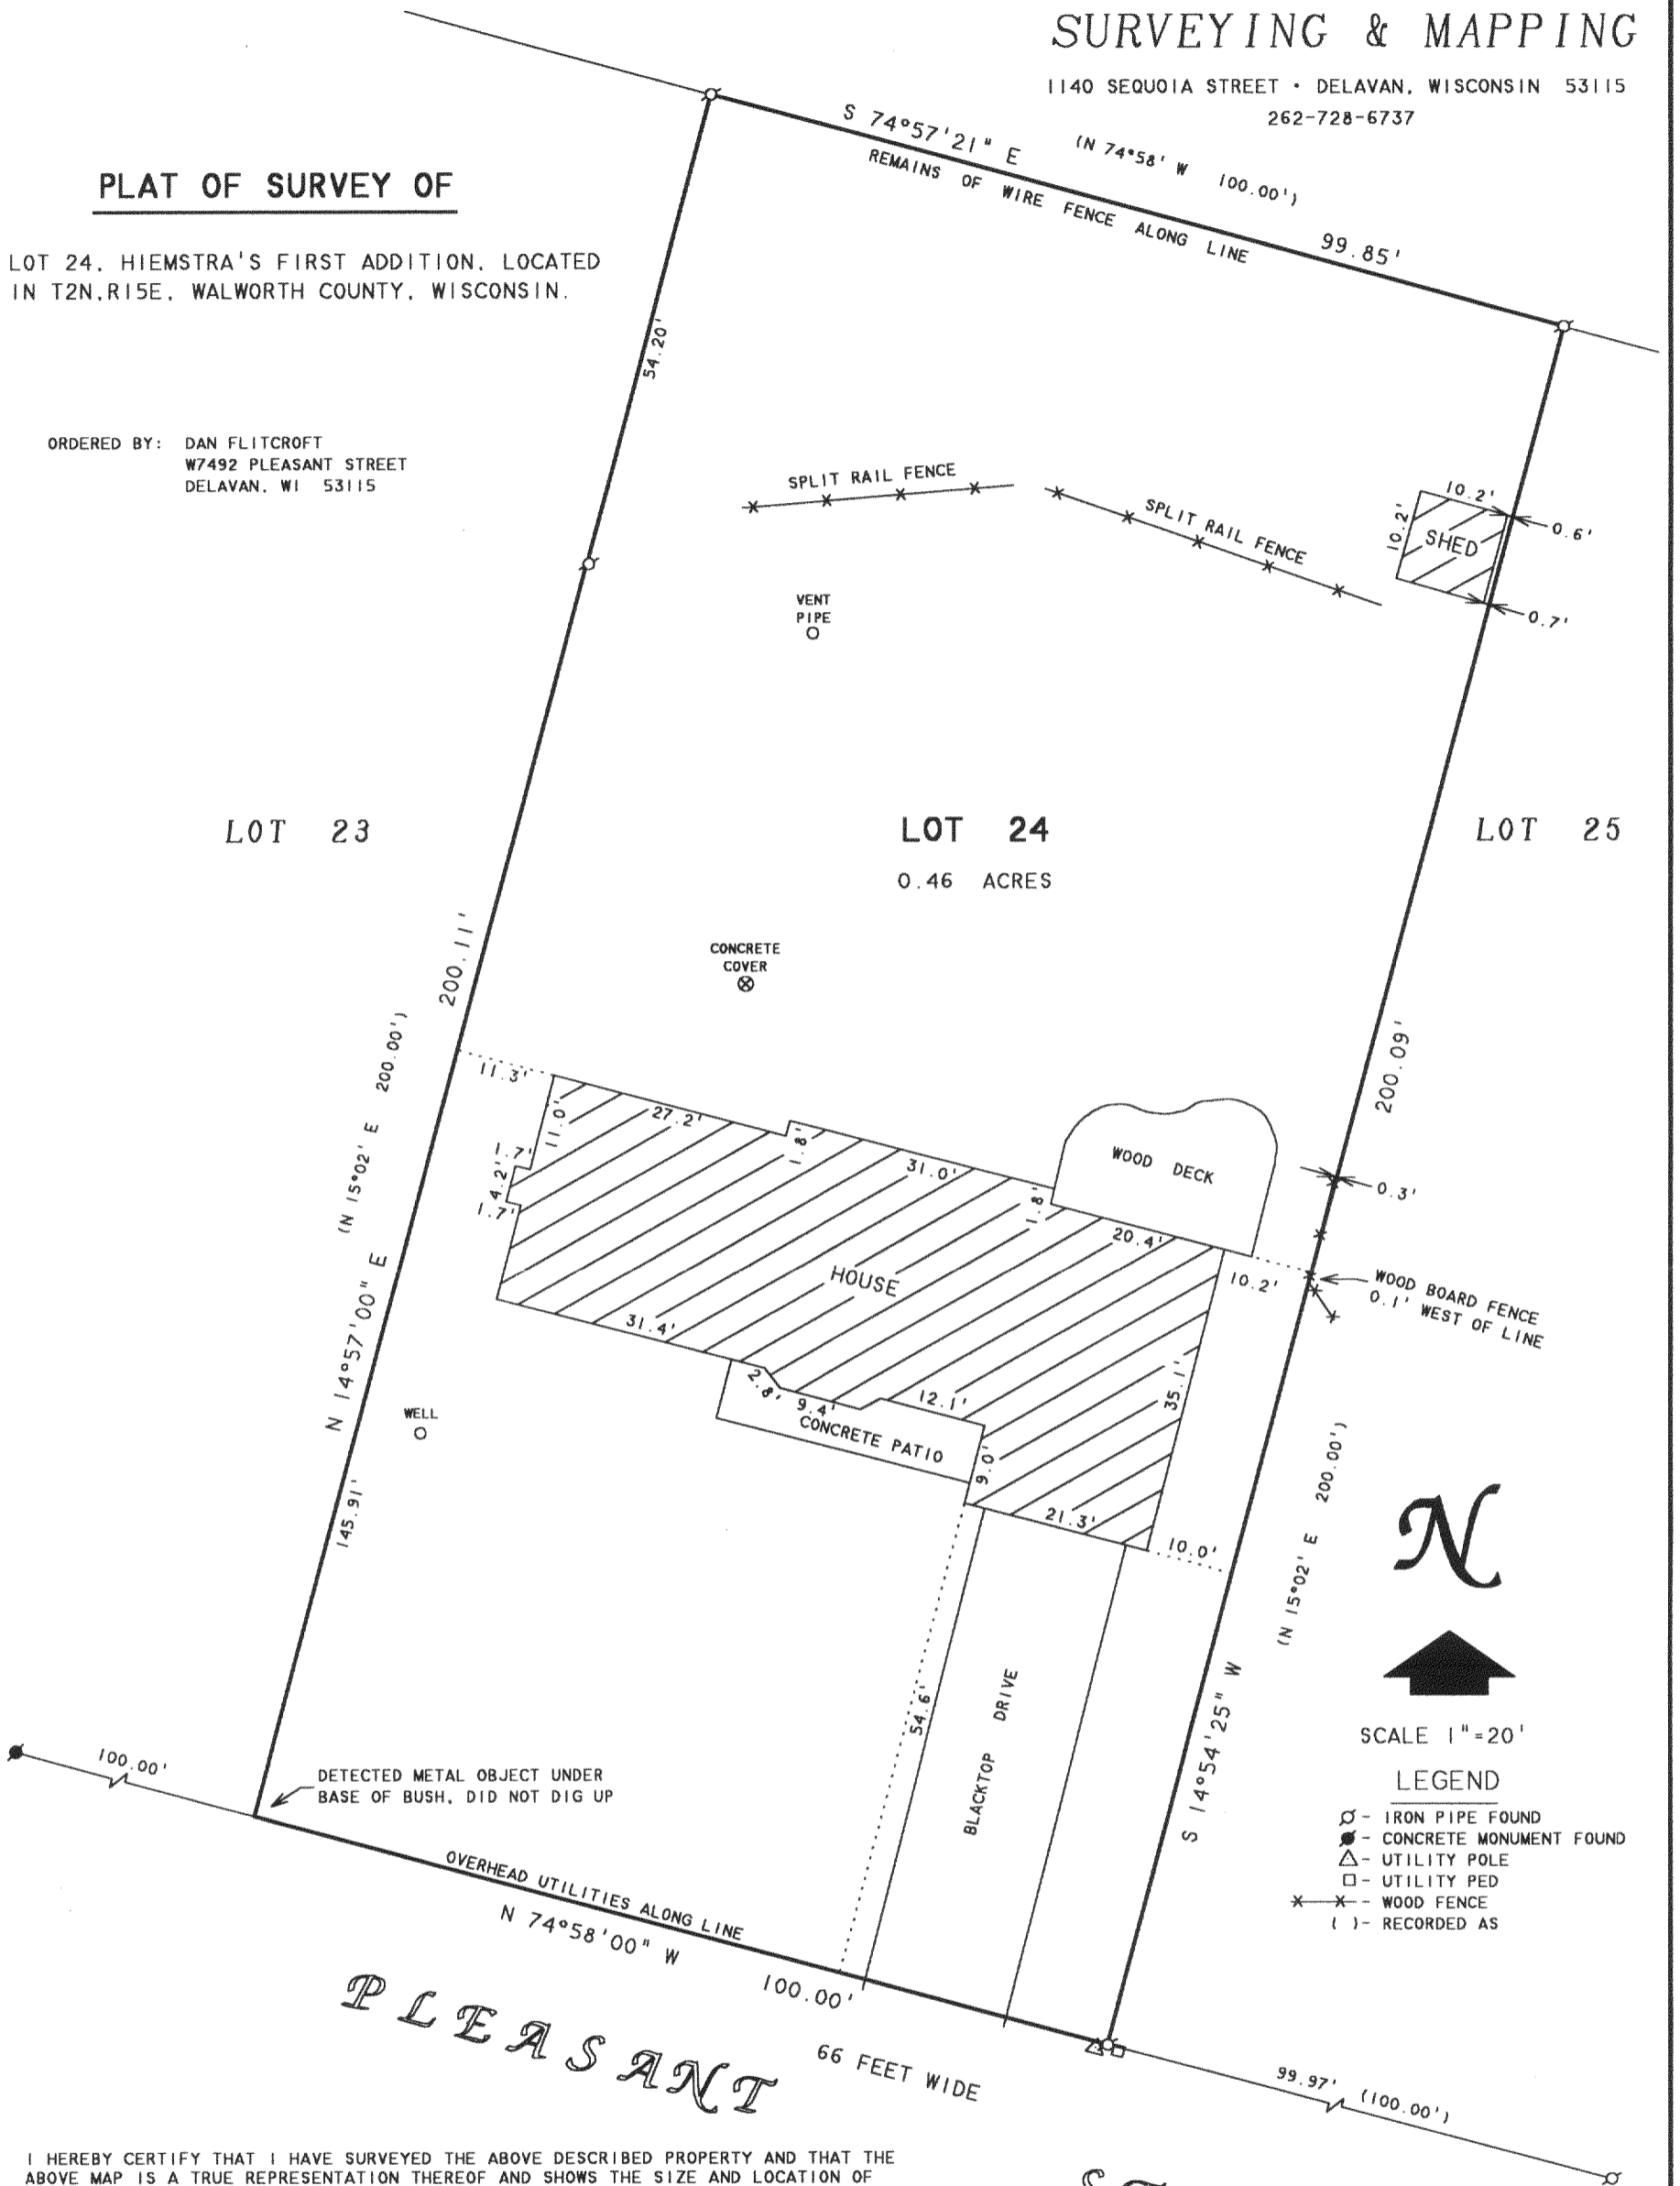 SURVEYING & MAPPING
1140 SEQUOIA STREET • DELAVAN, WISCONSIN 53115
262-728-6737
PLAT OF SURVEY OF
LOT 24, HIEMSTRA'S FIRST ADDITION, LOCATED
IN T2N,R15E, WALWORTH COUNTY, WISCONSIN.
ORDERED BY: DAN FLITCROFT
W7492 PLEASANT STREET
DELAVAN, WI 53115
S 74°57'21" E
(N 74°58' W 100.00')
REMAINS OF WIRE FENCE ALONG LINE
99.85'
54.20'
SPLIT RAIL FENCE
SPLIT RAIL FENCE
10.2'
10.2'
SHED
0.6'
0.7'
VENT
PIPE
LOT 23
LOT 24
0.46 ACRES
LOT 25
CONCRETE
COVER
200.11'
(N 15°02' E 200.00')
N 14°57'00" E
145.91'
200.09'
11.3'
11.0'
27.2'
1.8'
31.0'
1.8'
WOOD DECK
0.3'
1.7'
4.2'
1.7'
20.4'
HOUSE
10.2'
WOOD BOARD FENCE
0.1' WEST OF LINE
31.4'
2.8'
9.4'
12.1'
35.1'
CONCRETE PATIO
9.0'
21.3'
10.0'
WELL
(N 15°02' E 200.00')
S 14°54'25" W
54.6'
BLACKTOP DRIVE
N
SCALE 1"=20'
LEGEND
- IRON PIPE FOUND
- CONCRETE MONUMENT FOUND
- UTILITY POLE
- UTILITY PED
- WOOD FENCE
( )- RECORDED AS
100.00'
DETECTED METAL OBJECT UNDER
BASE OF BUSH, DID NOT DIG UP
OVERHEAD UTILITIES ALONG LINE
N 74°58'00" W
100.00'
PLEASANT
66 FEET WIDE
99.97' (100.00')
I HEREBY CERTIFY THAT I HAVE SURVEYED THE ABOVE DESCRIBED PROPERTY AND THAT THE
ABOVE MAP IS A TRUE REPRESENTATION THEREOF AND SHOWS THE SIZE AND LOCATION OF